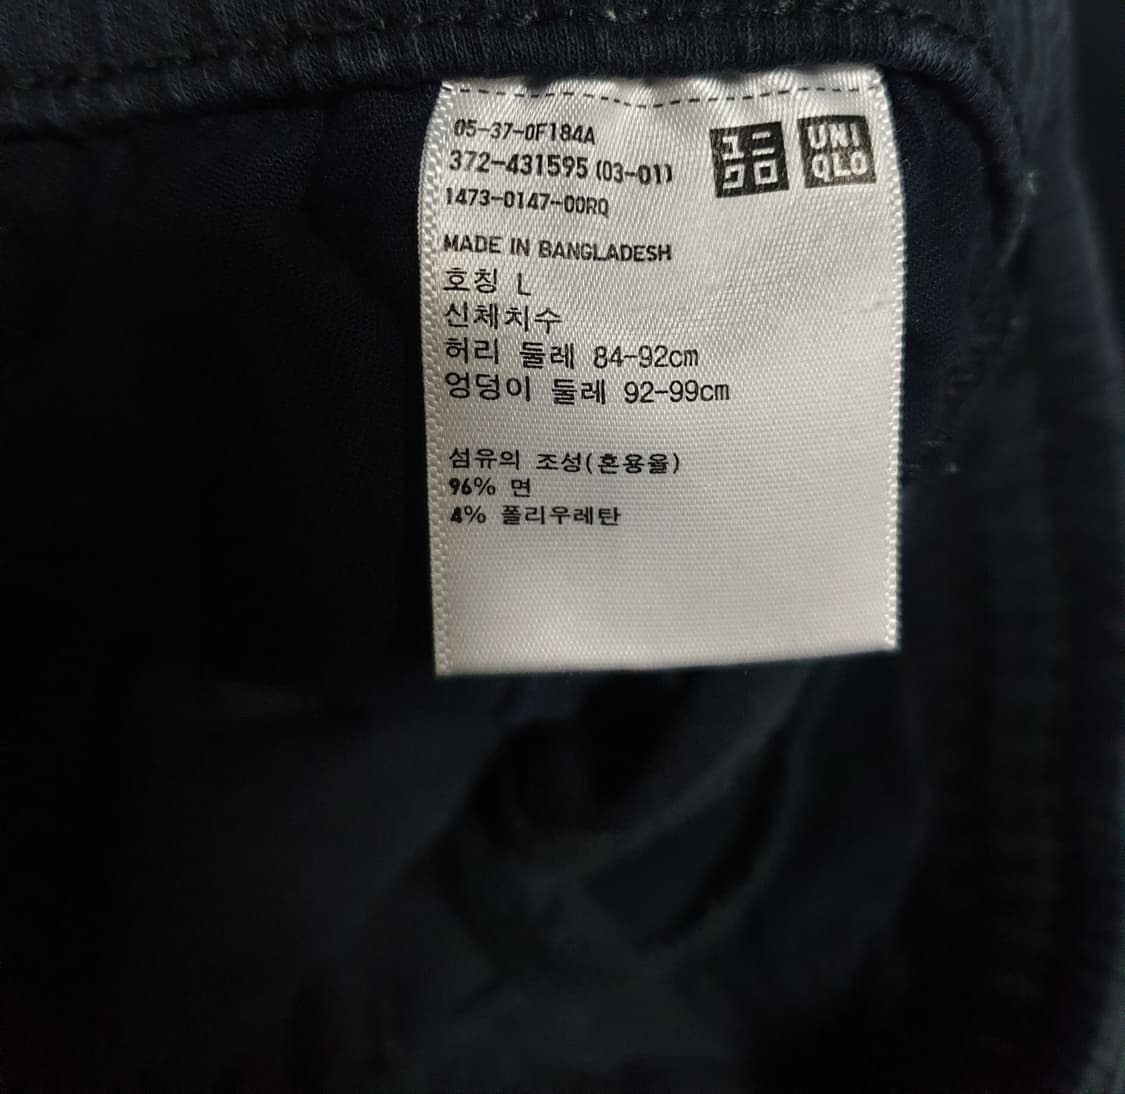 05-37-0F184A
372-431595 (03-01)
1473-0147-00RQ
ユニ
クロ
UNI
QLO
MADE IN BANGLADESH
호칭 L
신체치수
허리 둘레 84-92cm
엉덩이 둘레 92-99cm
섬유의 조성(혼용율)
96% 면
4% 폴리우레탄